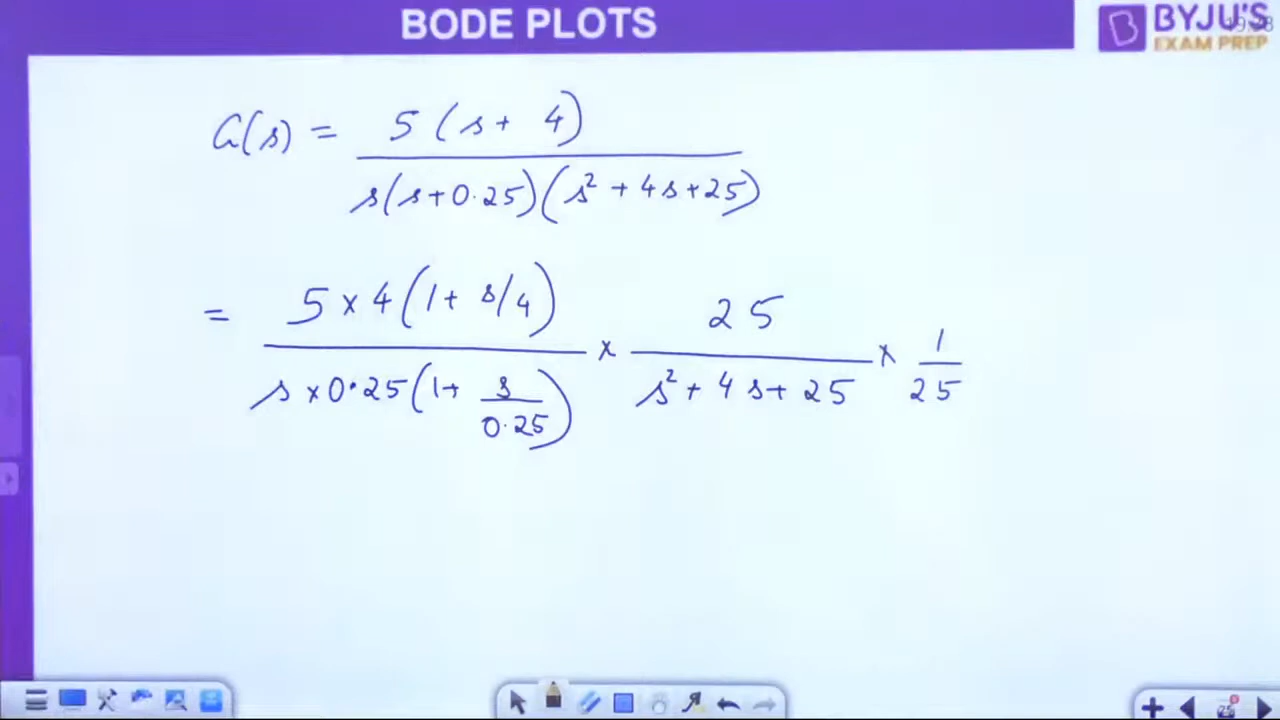 BODE PLOTS
BYJU'S
EXAM PREP
G(s) = 5 (s + 4)
s(s+0.25)(s² + 4s+25)
= 5 × 4 (1 + s/4)
s × 0.25 (1 + s
0.25)
× 25
s² + 4s + 25
× 1
25